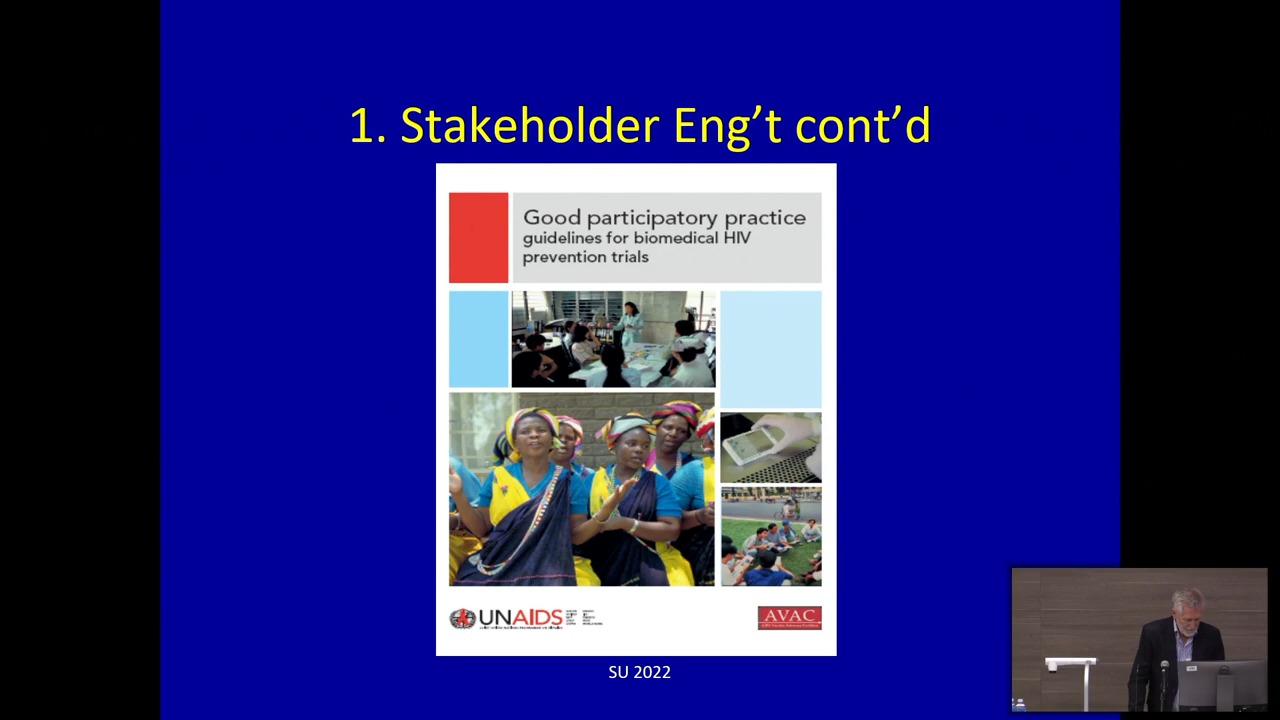 1. Stakeholder Eng't cont'd
Good participatory practice
guidelines for biomedical HIV
prevention trials
UNAIDS
AVAC
SU 2022